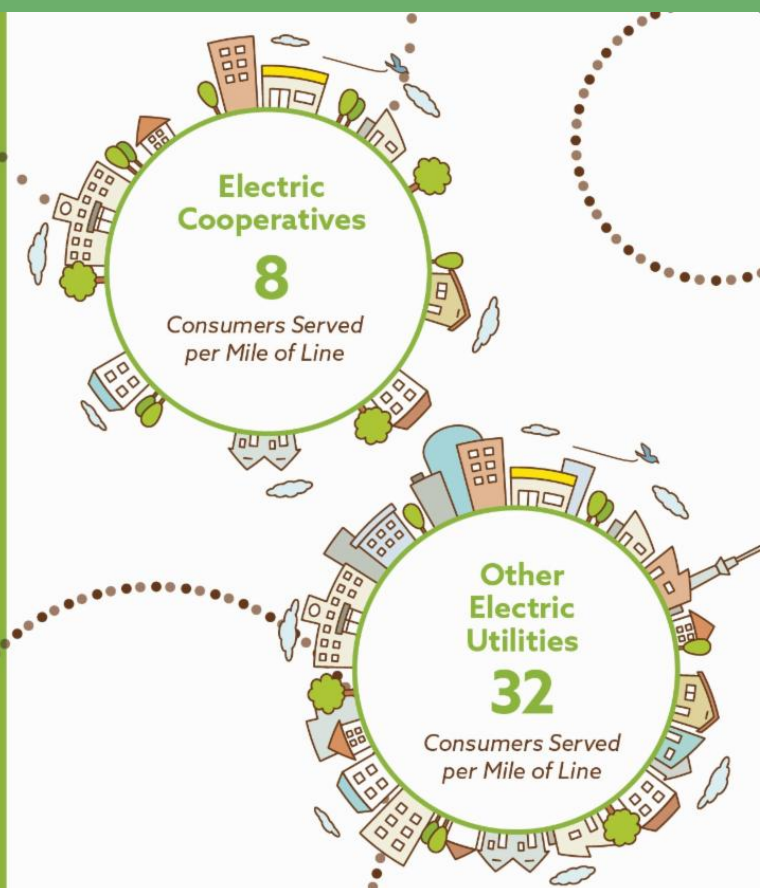 Electric
Cooperatives
8
Consumers Served
per Mile of Line
Other
Electric
Utilities
32
Consumers Served
per Mile of Line